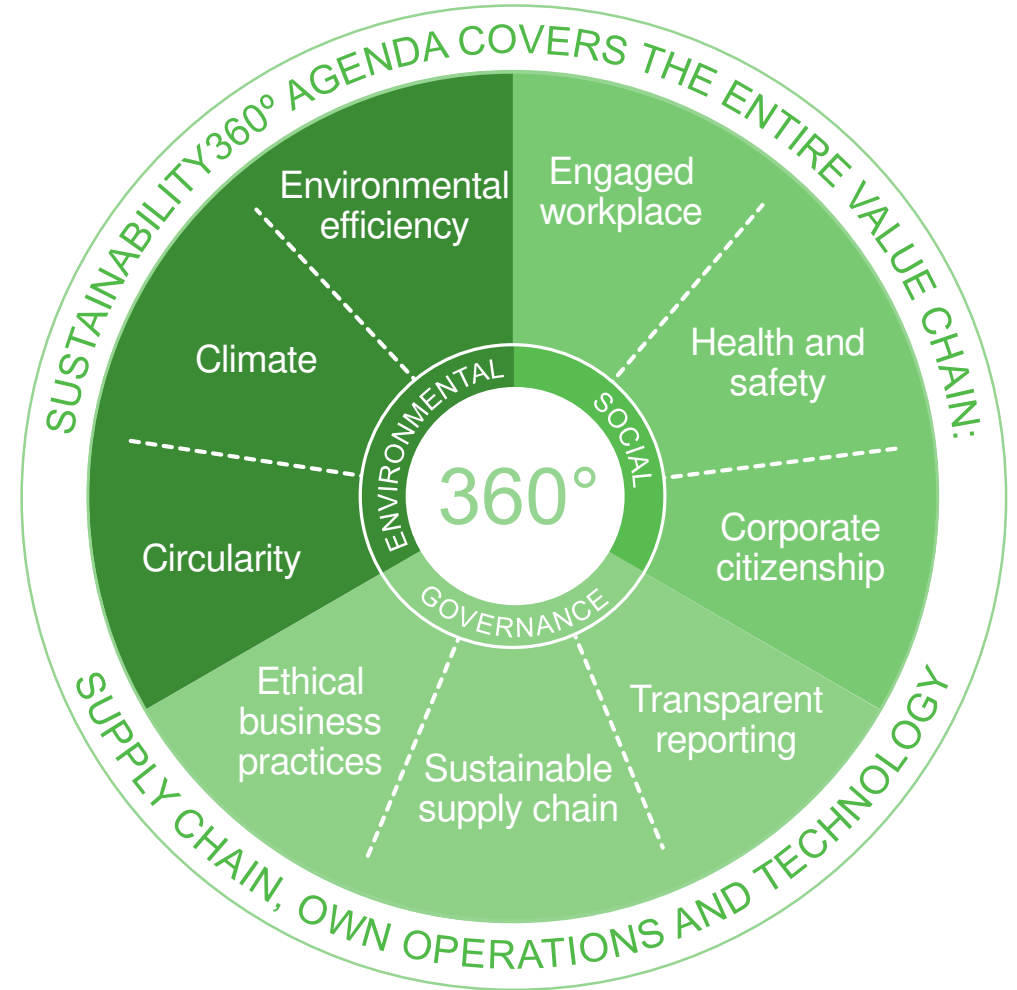 SUSTAINABILITY360º AGENDA COVERS THE ENTIRE VALUE CHAIN:
Environmental
efficiency
Engaged
workplace
Climate
Health and
safety
ENVIRONMENTAL
SOCIAL
360°
Circularity
Corporate
citizenship
GOVERNANCE
Ethical
business
practices
Sustainable
supply chain
Transparent
reporting
SUPPLY CHAIN, OWN OPERATIONS AND TECHNOLOGY